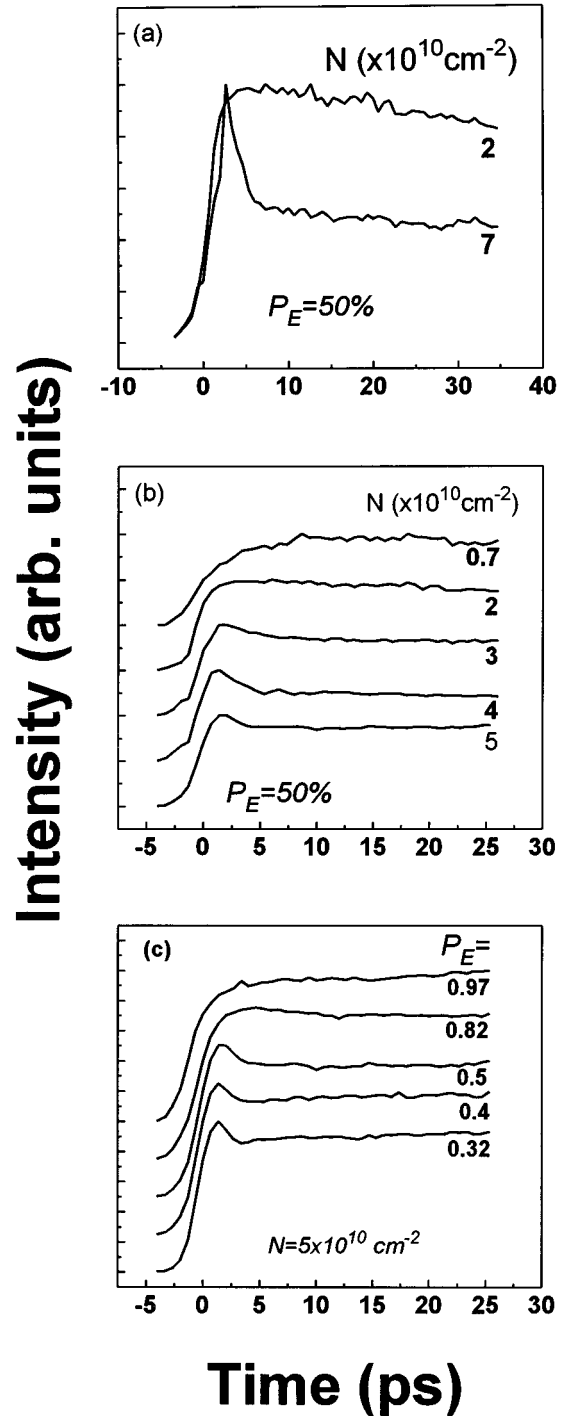 Intensity (arb. units)
(a)
N (x10¹⁰cm⁻²)
2
7
P_E=50%
-10 0 10 20 30 40
(b)
N (x10¹⁰cm⁻²)
0.7
2
3
4
5
P_E=50%
-5 0 5 10 15 20 25 30
(c)
P_E=
0.97
0.82
0.5
0.4
0.32
N=5x10¹⁰ cm⁻²
-5 0 5 10 15 20 25 30
Time (ps)